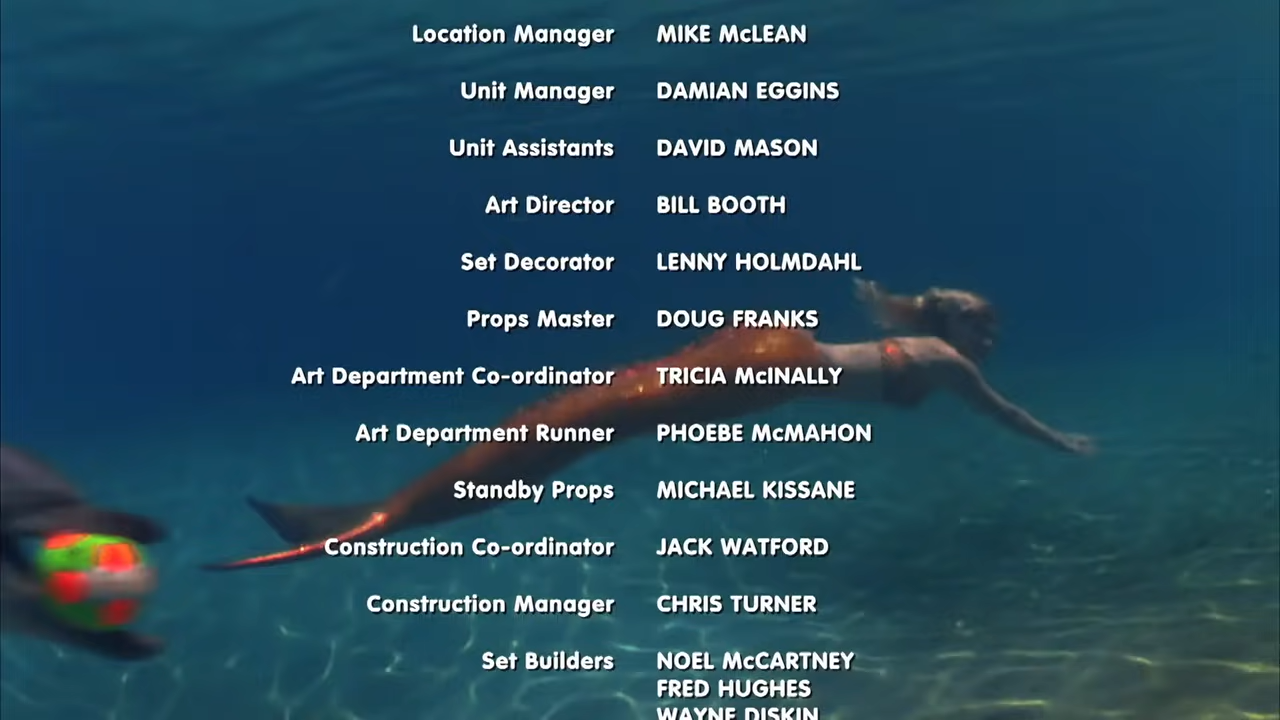 Location Manager MIKE McLEAN
Unit Manager DAMIAN EGGINS
Unit Assistants DAVID MASON
Art Director BILL BOOTH
Set Decorator LENNY HOLMDAHL
Props Master DOUG FRANKS
Art Department Co-ordinator TRICIA McINALLY
Art Department Runner PHOEBE McMAHON
Standby Props MICHAEL KISSANE
Construction Co-ordinator JACK WATFORD
Construction Manager CHRIS TURNER
Set Builders NOEL McCARTNEY
FRED HUGHES
WAYNE DISKIN